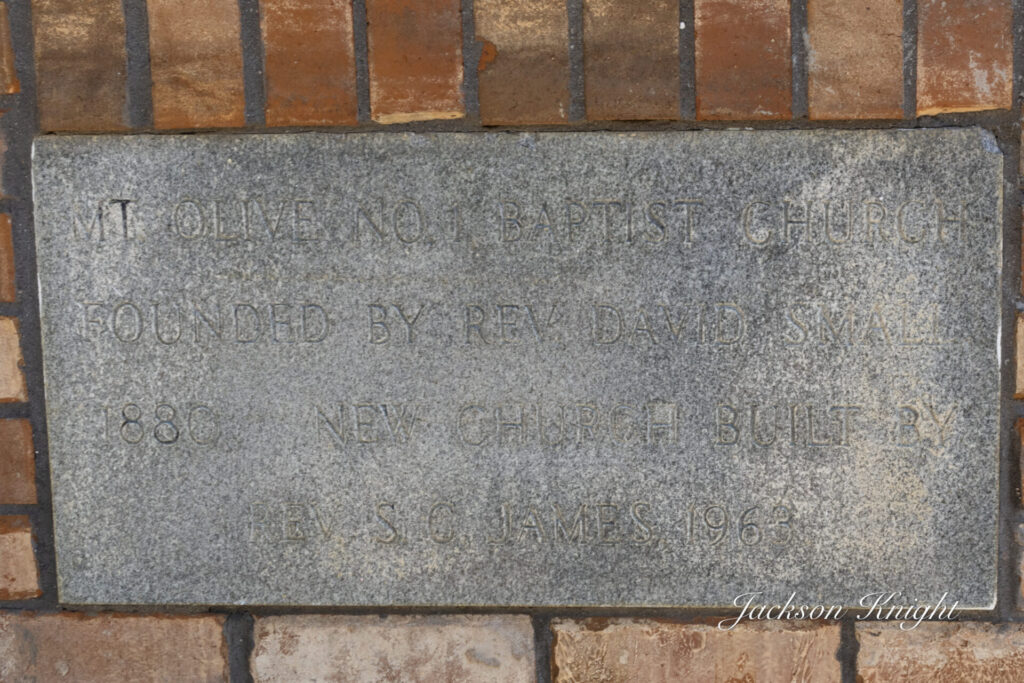 MT. OLIVE NO. 1 BAPTIST CHURCH
FOUNDED BY REV. DAVID SMALL
1880. NEW CHURCH BUILT BY
REV. S. C. JAMES, 1963
Jackson Knight